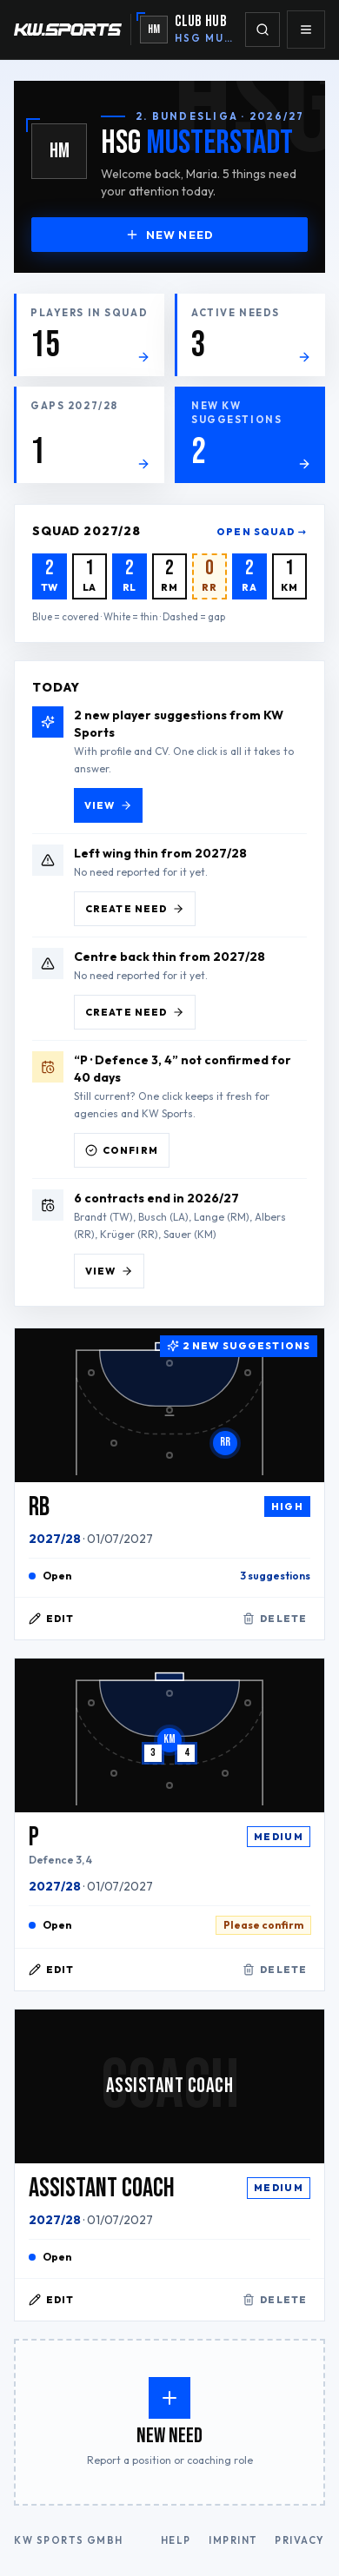 KW.SPORTS
HM
CLUB HUB
HSG MU...
2. BUNDESLIGA · 2026/27
HM
HSG MUSTERSTADT
Welcome back, Maria. 5 things need
your attention today.
+ NEW NEED
PLAYERS IN SQUAD
15
ACTIVE NEEDS
3
GAPS 2027/28
1
NEW KW
SUGGESTIONS
2
SQUAD 2027/28
OPEN SQUAD →
2 1 2 2 0 2 1
TW LA RL RM RR RA KM
Blue = covered · White = thin · Dashed = gap
TODAY
2 new player suggestions from KW
Sports
With profile and CV. One click is all it takes to
answer.
VIEW →
Left wing thin from 2027/28
No need reported for it yet.
CREATE NEED →
Centre back thin from 2027/28
No need reported for it yet.
CREATE NEED →
“P · Defence 3, 4” not confirmed for
40 days
Still current? One click keeps it fresh for
agencies and KW Sports.
CONFIRM
6 contracts end in 2026/27
Brandt (TW), Busch (LA), Lange (RM), Albers
(RR), Krüger (RR), Sauer (KM)
VIEW →
2 NEW SUGGESTIONS
RR
RB
HIGH
2027/28 · 01/07/2027
Open
3 suggestions
EDIT
DELETE
KM
3 4
P
MEDIUM
Defence 3, 4
2027/28 · 01/07/2027
Open
Please confirm
EDIT
DELETE
COACH
ASSISTANT COACH
ASSISTANT COACH
MEDIUM
2027/28 · 01/07/2027
Open
EDIT
DELETE
+
NEW NEED
Report a position or coaching role
KW SPORTS GMBH
HELP
IMPRINT
PRIVACY